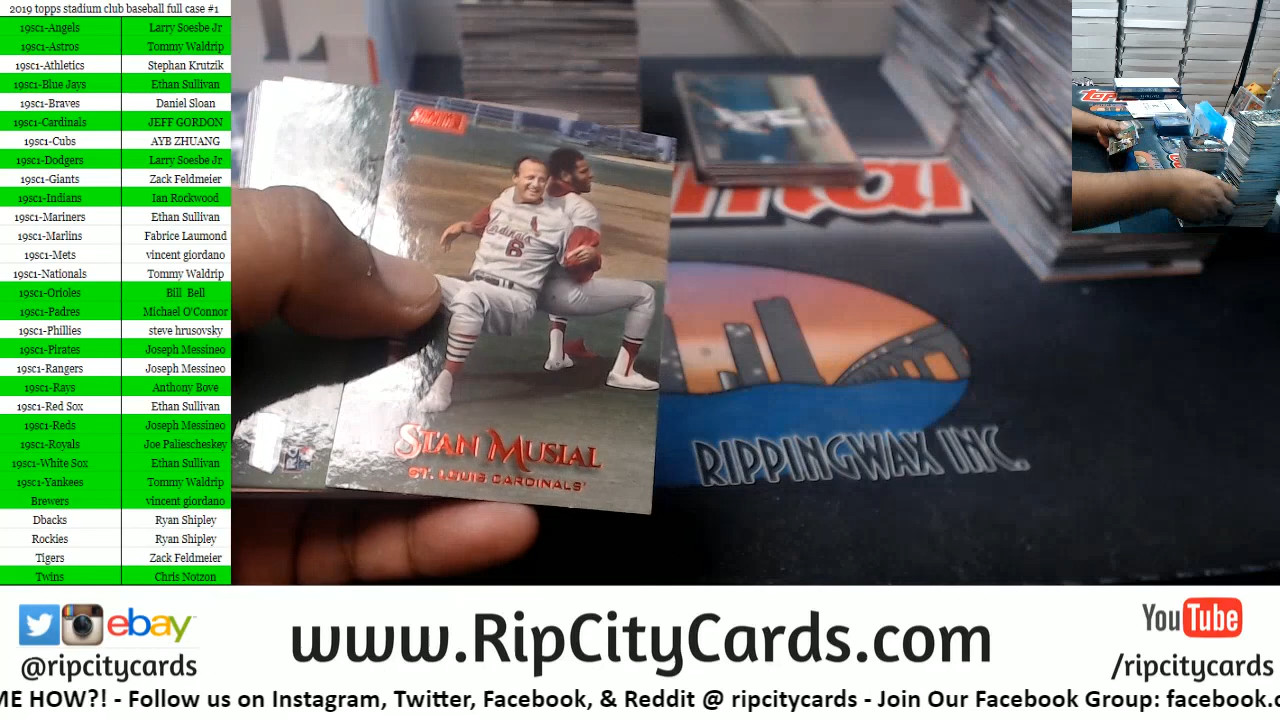 2019 topps stadium club baseball full case #1
19sc1-Angels Larry Soesbe Jr
19sc1-Astros Tommy Waldrip
19sc1-Athletics Stephan Krutzik
19sc1-Blue Jays Ethan Sullivan
19sc1-Braves Daniel Sloan
19sc1-Cardinals JEFF GORDON
19sc1-Cubs AYB ZHUANG
19sc1-Dodgers Larry Soesbe Jr
19sc1-Giants Zack Feldmeier
19sc1-Indians Ian Rockwood
19sc1-Mariners Ethan Sullivan
19sc1-Marlins Fabrice Laumond
19sc1-Mets vincent giordano
19sc1-Nationals Tommy Waldrip
19sc1-Orioles Bill Bell
19sc1-Padres Michael O'Connor
19sc1-Phillies steve hrusovsky
19sc1-Pirates Joseph Messineo
19sc1-Rangers Joseph Messineo
19sc1-Rays Anthony Bove
19sc1-Red Sox Ethan Sullivan
19sc1-Reds Joseph Messineo
19sc1-Royals Joe Paliescheskey
19sc1-White Sox Ethan Sullivan
19sc1-Yankees Tommy Waldrip
Brewers vincent giordano
Dbacks Ryan Shipley
Rockies Ryan Shipley
Tigers Zack Feldmeier
Twins Chris Notzon
Cardinals
6
STAN MUSIAL
ST. LOUIS CARDINALS
RIPPINGWAX INC.
ebay
@ripcitycards
www.RipCityCards.com
YouTube
/ripcitycards
ME HOW?! - Follow us on Instagram, Twitter, Facebook, & Reddit @ ripcitycards - Join Our Facebook Group: facebook.c